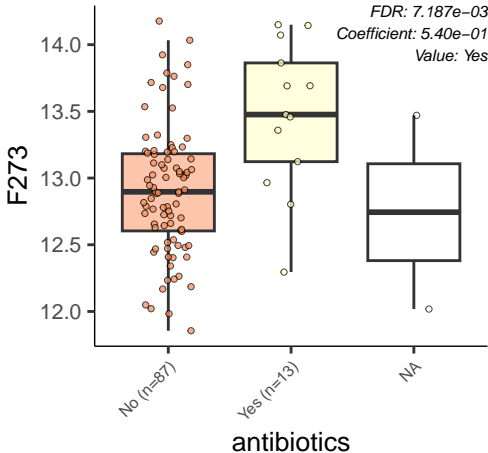 FDR: 7.187e−03
Coefficient: 5.40e−01
Value: Yes
F273
14.0
13.5
13.0
12.5
12.0
No (n=87)
Yes (n=13)
NA
antibiotics